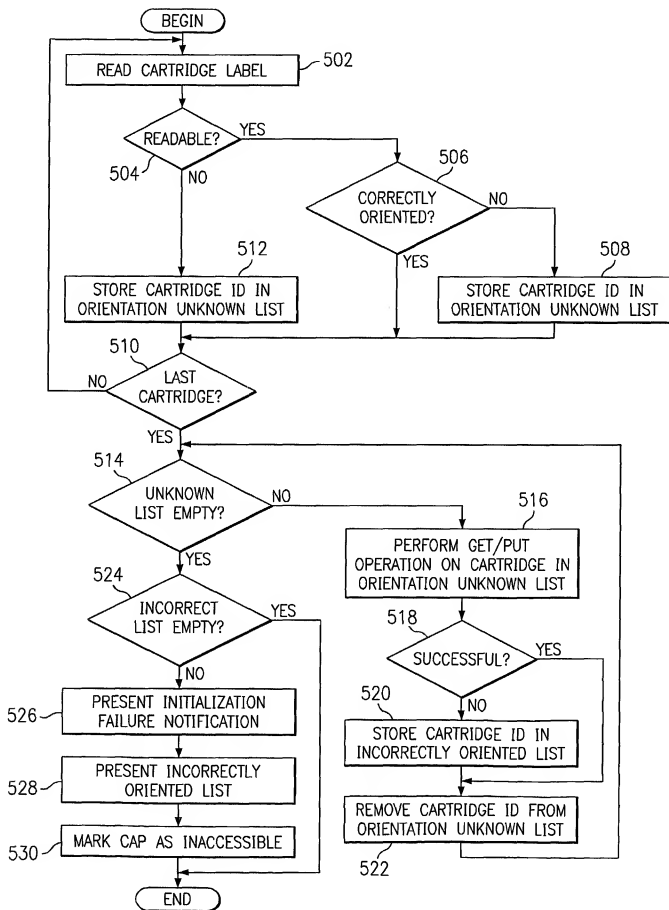 BEGIN
READ CARTRIDGE LABEL
502
READABLE?
YES
504
NO
506
CORRECTLY
ORIENTED?
NO
YES
512
STORE CARTRIDGE ID IN
ORIENTATION UNKNOWN LIST
508
STORE CARTRIDGE ID IN
ORIENTATION UNKNOWN LIST
510
NO
LAST
CARTRIDGE?
YES
514
UNKNOWN
LIST EMPTY?
NO
YES
516
PERFORM GET/PUT
OPERATION ON CARTRIDGE IN
ORIENTATION UNKNOWN LIST
524
INCORRECT
LIST EMPTY?
YES
NO
518
SUCCESSFUL?
YES
NO
526
PRESENT INITIALIZATION
FAILURE NOTIFICATION
520
STORE CARTRIDGE ID IN
INCORRECTLY ORIENTED LIST
528
PRESENT INCORRECTLY
ORIENTED LIST
REMOVE CARTRIDGE ID FROM
ORIENTATION UNKNOWN LIST
522
530
MARK CAP AS INACCESSIBLE
END